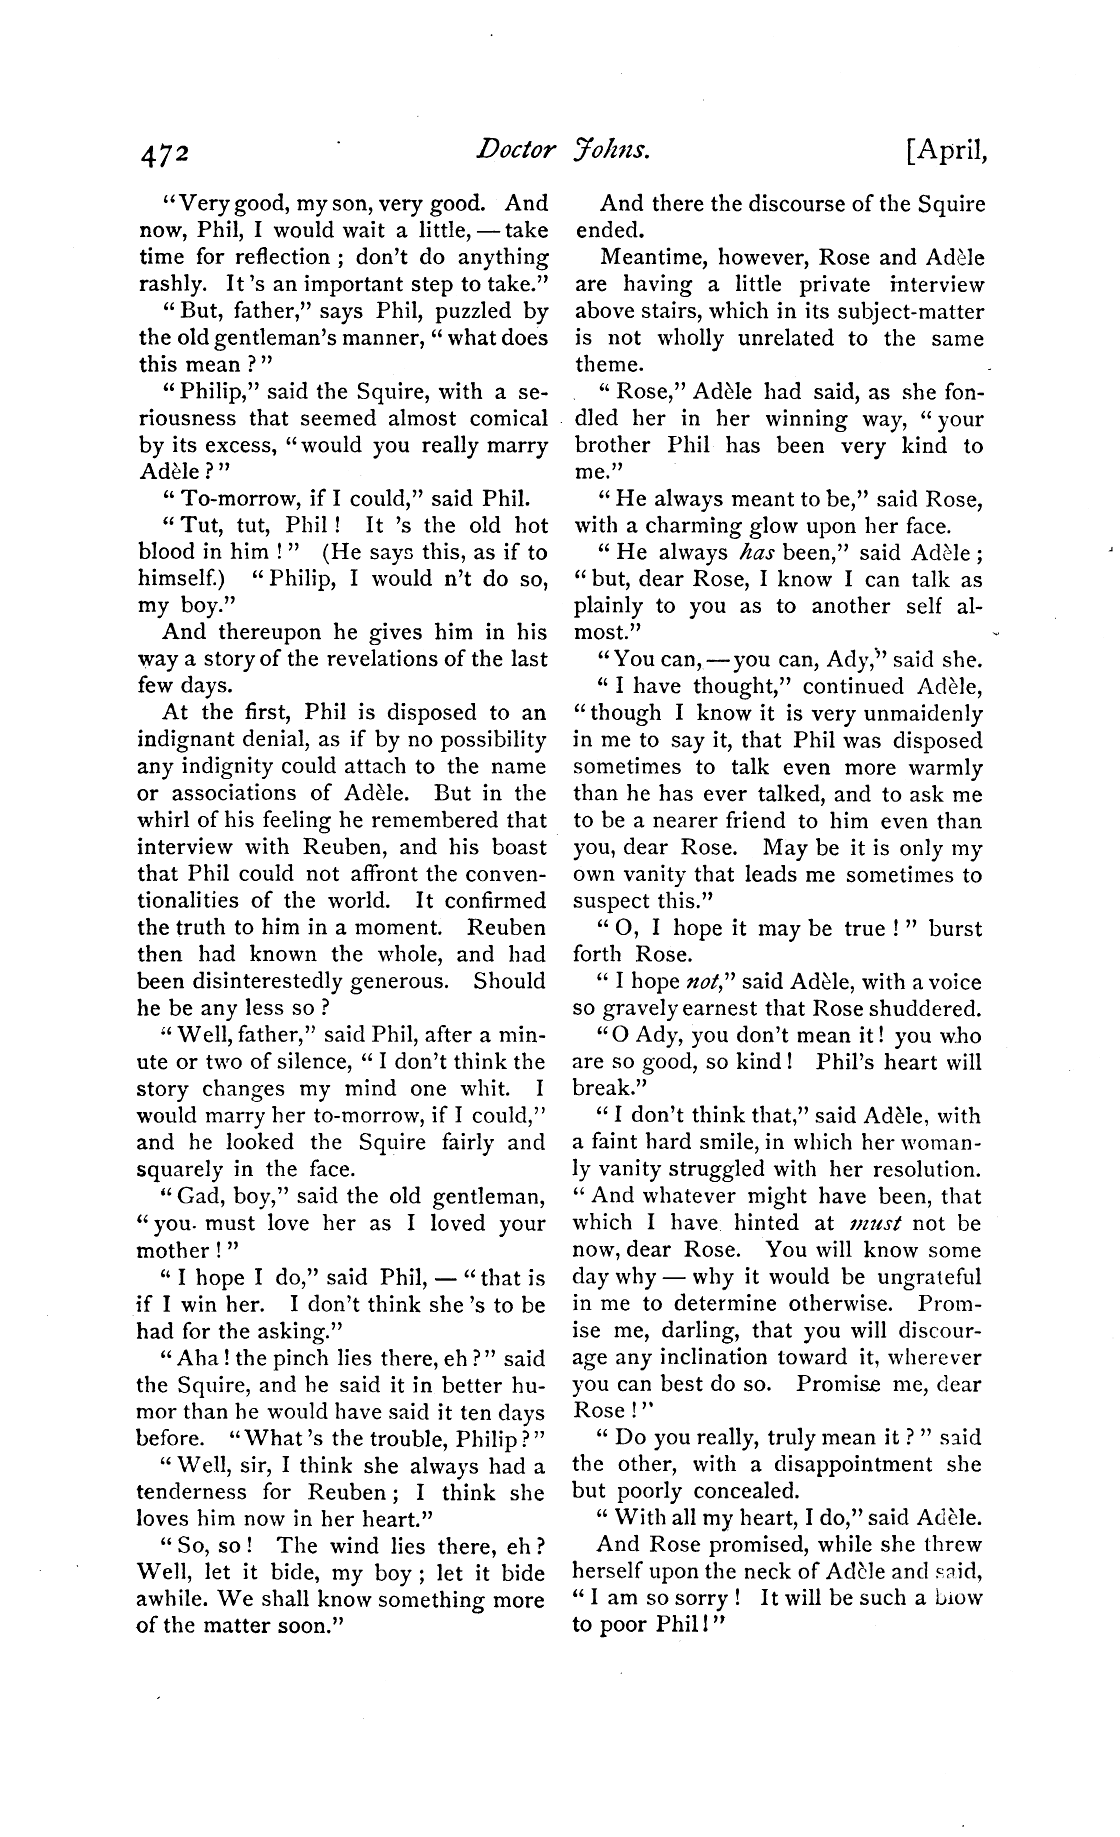 472 Doctor Johns. [April,
“Very good, my son, very good. And
now, Phil, I would wait a little, — take
time for reflection ; don't do anything
rashly. It 's an important step to take.”
“ But, father,” says Phil, puzzled by
the old gentleman's manner, “ what does
this mean ? ”
“ Philip,” said the Squire, with a se-
riousness that seemed almost comical
by its excess, “ would you really marry
Adèle ? ”
“ To-morrow, if I could,” said Phil.
“ Tut, tut, Phil ! It 's the old hot
blood in him ! ” (He says this, as if to
himself.) “ Philip, I would n't do so,
my boy.”
And thereupon he gives him in his
way a story of the revelations of the last
few days.
At the first, Phil is disposed to an
indignant denial, as if by no possibility
any indignity could attach to the name
or associations of Adèle. But in the
whirl of his feeling he remembered that
interview with Reuben, and his boast
that Phil could not affront the conven-
tionalities of the world. It confirmed
the truth to him in a moment. Reuben
then had known the whole, and had
been disinterestedly generous. Should
he be any less so ?
“ Well, father,” said Phil, after a min-
ute or two of silence, “ I don't think the
story changes my mind one whit. I
would marry her to-morrow, if I could,”
and he looked the Squire fairly and
squarely in the face.
“ Gad, boy,” said the old gentleman,
“ you must love her as I loved your
mother ! ”
“ I hope I do,” said Phil, — “ that is
if I win her. I don't think she 's to be
had for the asking.”
“ Aha ! the pinch lies there, eh ? ” said
the Squire, and he said it in better hu-
mor than he would have said it ten days
before. “ What 's the trouble, Philip ? ”
“ Well, sir, I think she always had a
tenderness for Reuben ; I think she
loves him now in her heart.”
“ So, so ! The wind lies there, eh ?
Well, let it bide, my boy ; let it bide
awhile. We shall know something more
of the matter soon.”
And there the discourse of the Squire
ended.
Meantime, however, Rose and Adèle
are having a little private interview
above stairs, which in its subject-matter
is not wholly unrelated to the same
theme.
“ Rose,” Adèle had said, as she fon-
dled her in her winning way, “ your
brother Phil has been very kind to
me.”
“ He always meant to be,” said Rose,
with a charming glow upon her face.
“ He always has been,” said Adèle ;
“ but, dear Rose, I know I can talk as
plainly to you as to another self al-
most.”
“ You can, — you can, Ady,” said she.
“ I have thought,” continued Adèle,
“ though I know it is very unmaidenly
in me to say it, that Phil was disposed
sometimes to talk even more warmly
than he has ever talked, and to ask me
to be a nearer friend to him even than
you, dear Rose. May be it is only my
own vanity that leads me sometimes to
suspect this.”
“ O, I hope it may be true ! ” burst
forth Rose.
“ I hope not,” said Adèle, with a voice
so gravely earnest that Rose shuddered.
“ O Ady, you don't mean it ! you who
are so good, so kind ! Phil's heart will
break.”
“ I don't think that,” said Adèle, with
a faint hard smile, in which her woman-
ly vanity struggled with her resolution.
“ And whatever might have been, that
which I have hinted at must not be
now, dear Rose. You will know some
day why — why it would be ungrateful
in me to determine otherwise. Prom-
ise me, darling, that you will discour-
age any inclination toward it, wherever
you can best do so. Promise me, dear
Rose ! ”
“ Do you really, truly mean it ? ” said
the other, with a disappointment she
but poorly concealed.
“ With all my heart, I do,” said Adèle.
And Rose promised, while she threw
herself upon the neck of Adèle and said,
“ I am so sorry ! It will be such a blow
to poor Phil ! ”